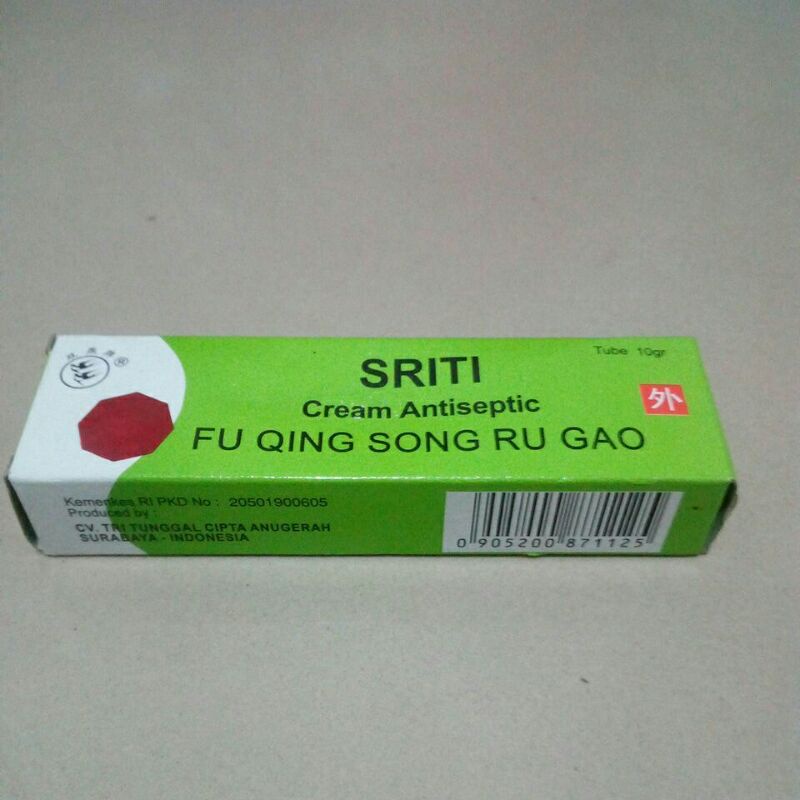 ®
Tube 10gr
SRITI
Cream Antiseptic
外
FU QING SONG RU GAO
Kemenkes RI PKD No : 20501900605
Produced by :
CV. TRI TUNGGAL CIPTA ANUGERAH
SURABAYA - INDONESIA
0 905200 871125